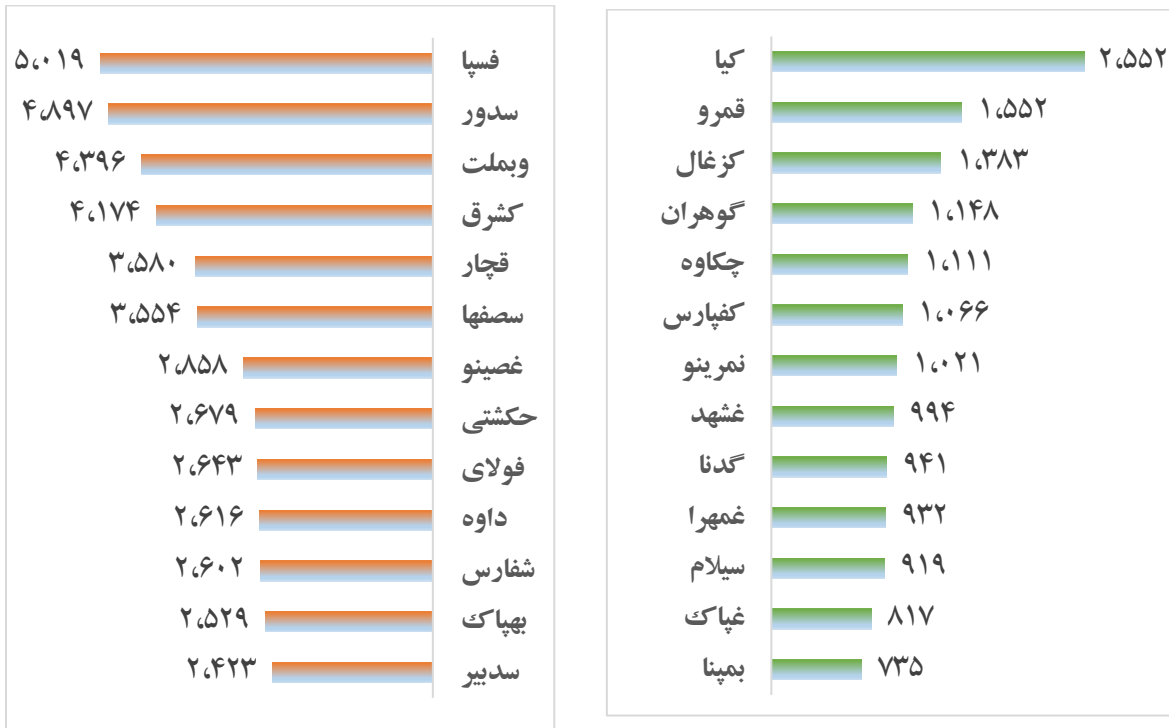 کیا ۲،۵۵۲
قمرو ۱،۵۵۲
کزغال ۱،۳۸۳
گوهران ۱،۱۴۸
چکاوه ۱،۱۱۱
کفپارس ۱،۰۶۶
نمرینو ۱،۰۲۱
غشهد ۹۹۴
گدنا ۹۴۱
غمهرا ۹۳۲
سیلام ۹۱۹
غپاک ۸۱۷
بمپنا ۷۳۵
فسپا ۵،۰۱۹
سدور ۴،۸۹۷
وبملت ۴،۳۹۶
کشرق ۴،۱۷۴
قچار ۳،۵۸۰
سصفها ۳،۵۵۴
غصینو ۲،۸۵۸
حکشتی ۲،۶۷۹
فولای ۲،۶۴۳
داوه ۲،۶۱۶
شفارس ۲،۶۰۲
بهپاک ۲،۵۲۹
سدبیر ۲،۴۲۳